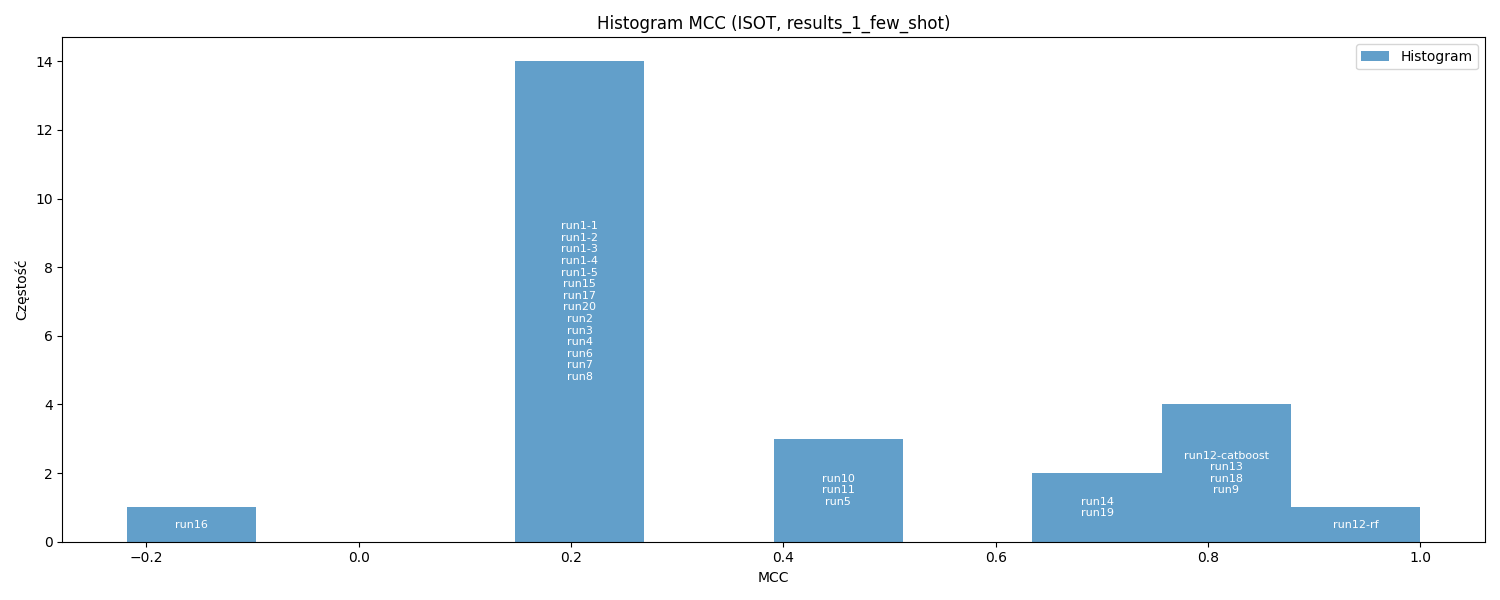 Histogram MCC (ISOT, results_1_few_shot)
Histogram
Częstość
14
12
10
8
6
4
2
0
run16
run1-1
run1-2
run1-3
run1-4
run1-5
run15
run17
run20
run2
run3
run4
run6
run7
run8
run10
run11
run5
run14
run19
run12-catboost
run13
run18
run9
run12-rf
−0.2
0.0
0.2
0.4
0.6
0.8
1.0
MCC